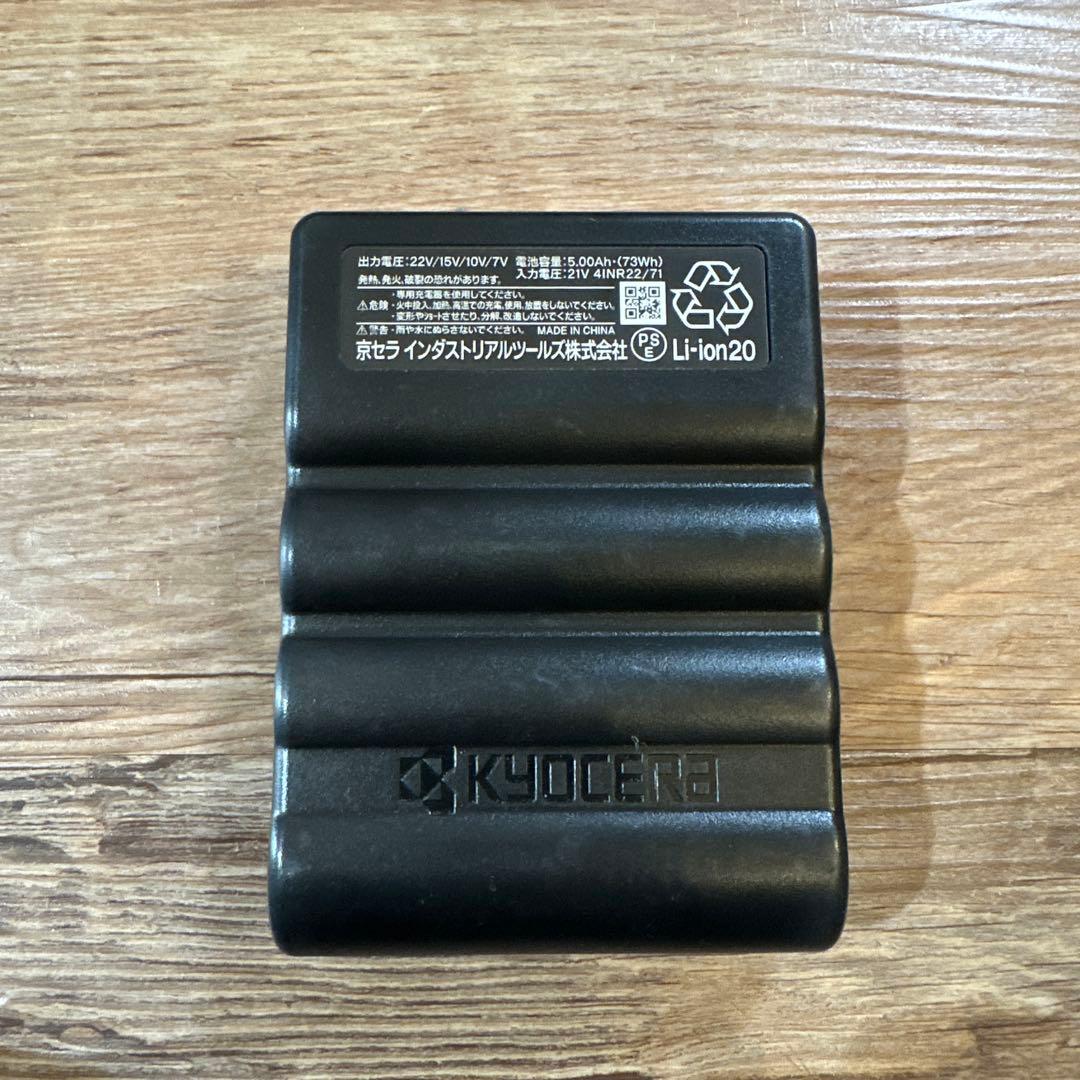 出力電圧:22V/15V/10V/7V 電池容量:5.00Ah・(73Wh)
入力電圧:21V 4INR22/71
発熱、発火、破裂の恐れがあります。
・専用充電器を使用してください。
⚠危険・火中投入、加熱、高温での充電、使用、放置をしないでください。
・変形やショートさせたり、分解、改造しないでください。
⚠警告・雨や水にぬらさないでください。 MADE IN CHINA
京セラ インダストリアルツールズ株式会社 PSE Li-ion20
KYOCERA